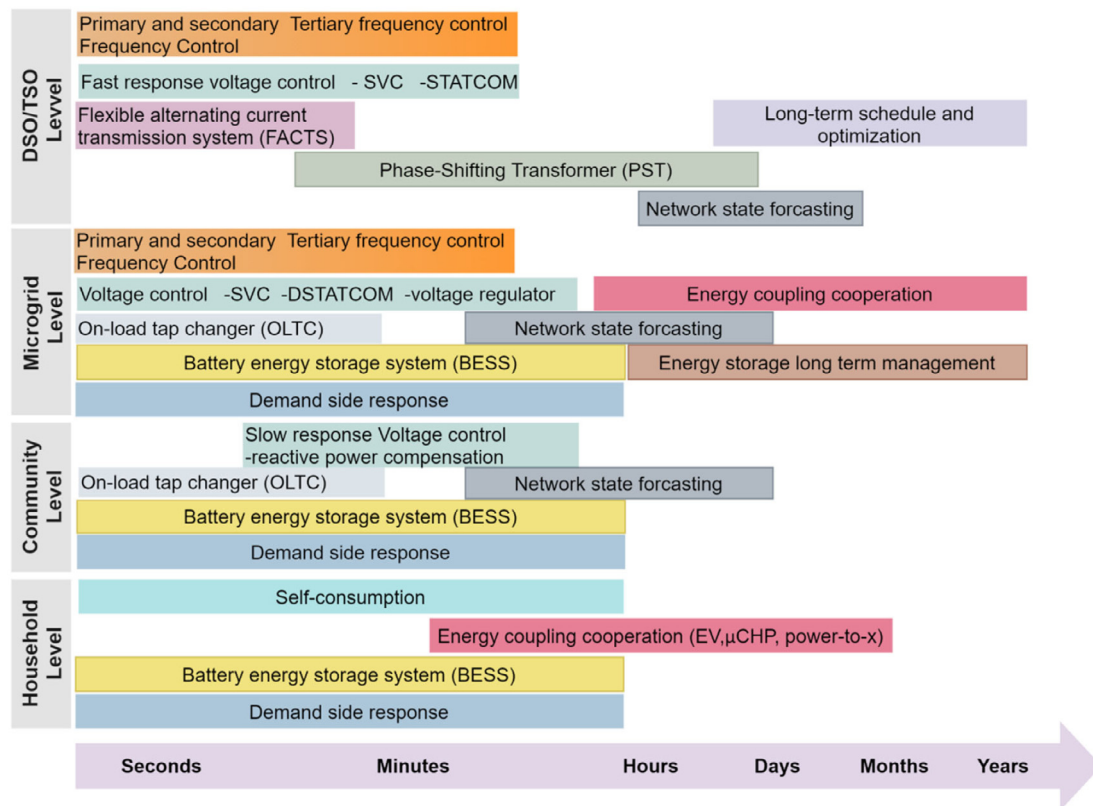 DSO/TSO
Levvel
Primary and secondary Tertiary frequency control
Frequency Control
Fast response voltage control - SVC -STATCOM
Flexible alternating current
transmission system (FACTS)
Long-term schedule and
optimization
Phase-Shifting Transformer (PST)
Network state forcasting
Microgrid
Level
Primary and secondary Tertiary frequency control
Frequency Control
Voltage control -SVC -DSTATCOM -voltage regulator
Energy coupling cooperation
On-load tap changer (OLTC)
Network state forcasting
Battery energy storage system (BESS)
Energy storage long term management
Demand side response
Community
Level
Slow response Voltage control
-reactive power compensation
On-load tap changer (OLTC)
Network state forcasting
Battery energy storage system (BESS)
Demand side response
Household
Level
Self-consumption
Energy coupling cooperation (EV,μCHP, power-to-x)
Battery energy storage system (BESS)
Demand side response
Seconds Minutes Hours Days Months Years